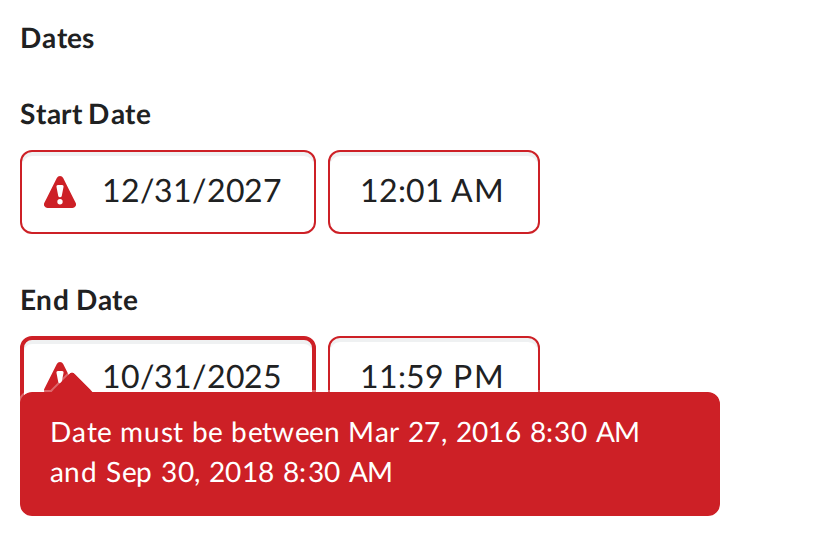 Dates
Start Date
12/31/2027 12:01 AM
End Date
10/31/2025 11:59 PM
Date must be between Mar 27, 2016 8:30 AM
and Sep 30, 2018 8:30 AM